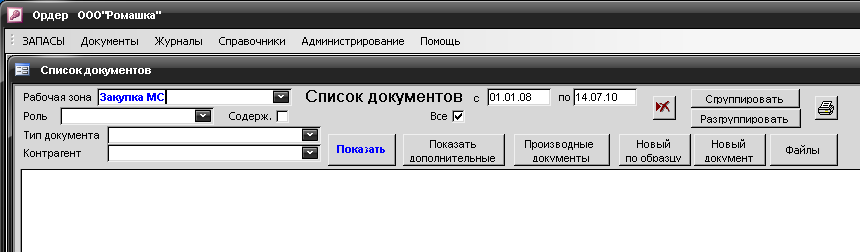 Ордер ООО"Ромашка"
ЗАПАСЫ Документы Журналы Справочники Администрирование Помощь
Список документов
Рабочая зона Закупка МС Список документов с 01.01.08 по 14.07.10 Сгруппировать
Роль Содерж. Все Разгруппировать
Тип документа
Контрагент
Показать
Показать дополнительные
Производные документы
Новый по образцу
Новый документ
Файлы